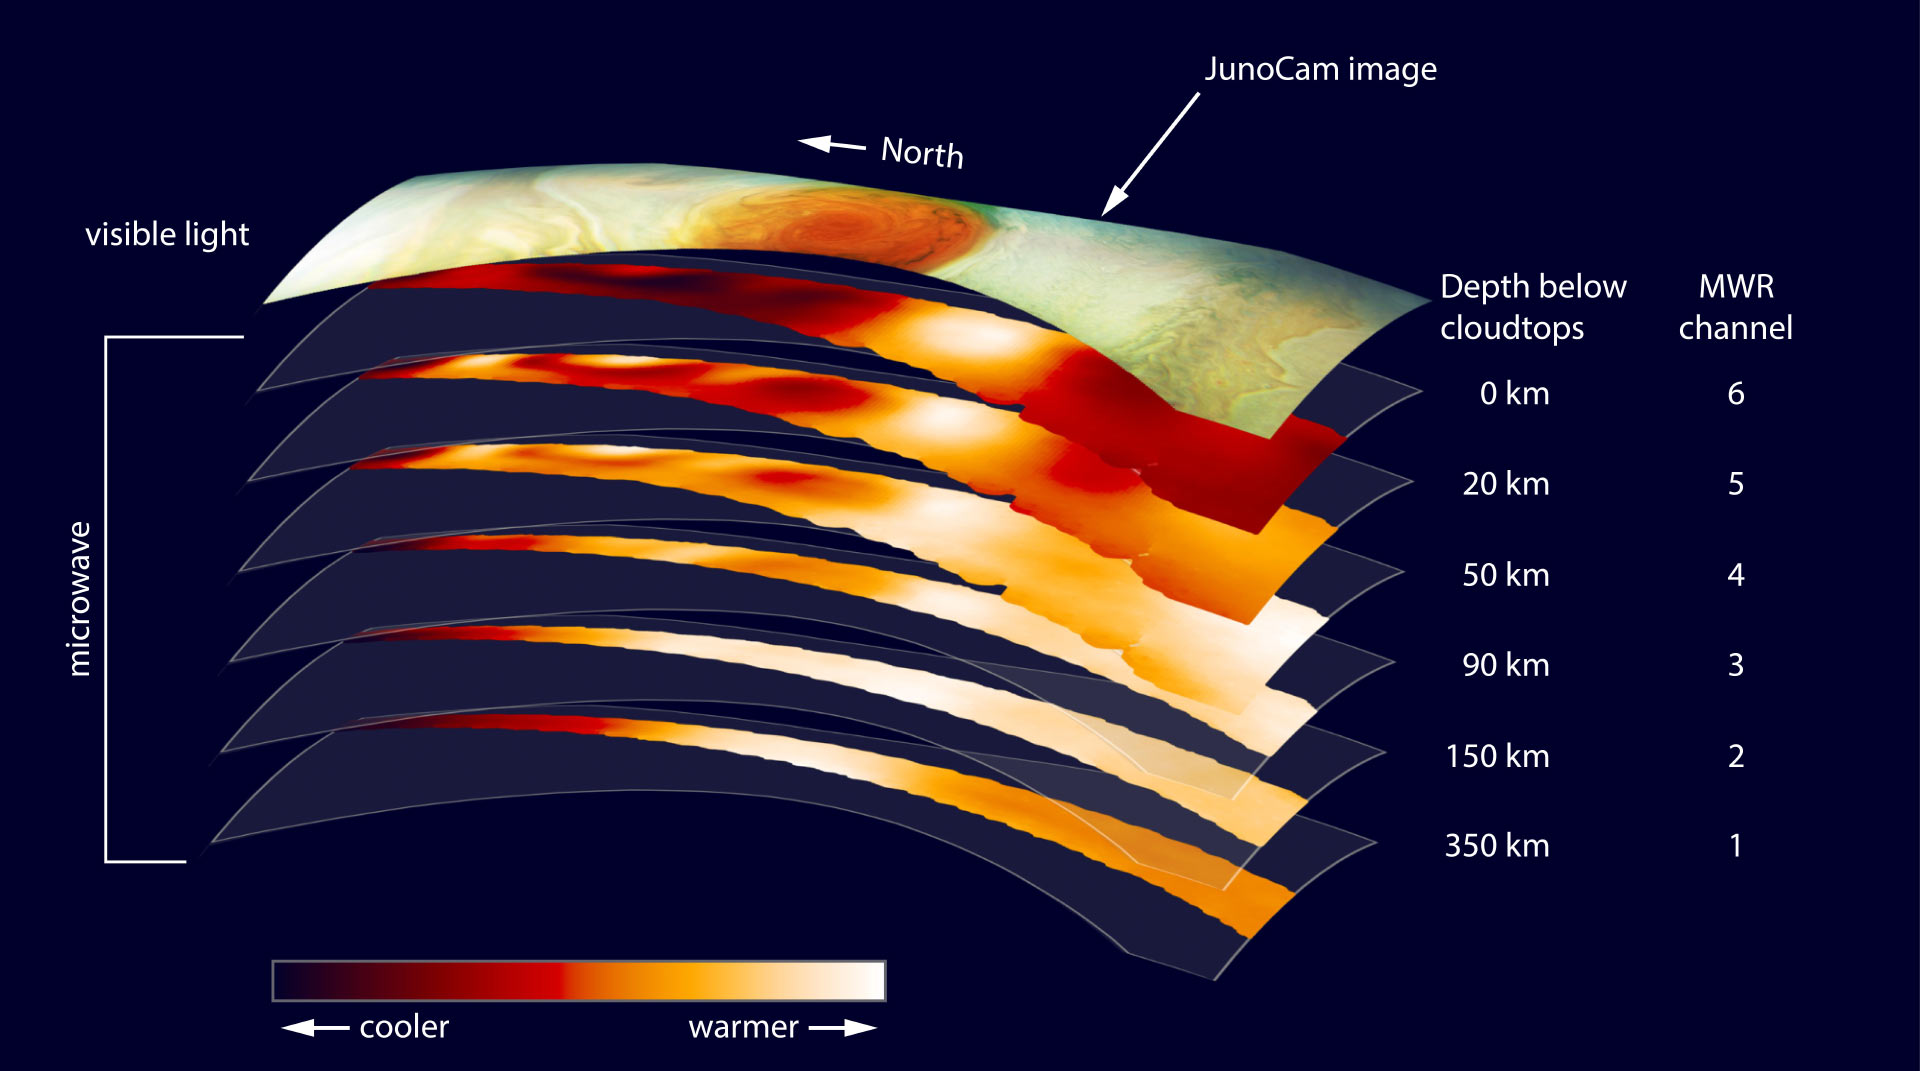 JunoCam image
North
visible light
Depth below
cloudtops
MWR
channel
0 km 6
20 km 5
50 km 4
90 km 3
150 km 2
350 km 1
microwave
cooler
warmer